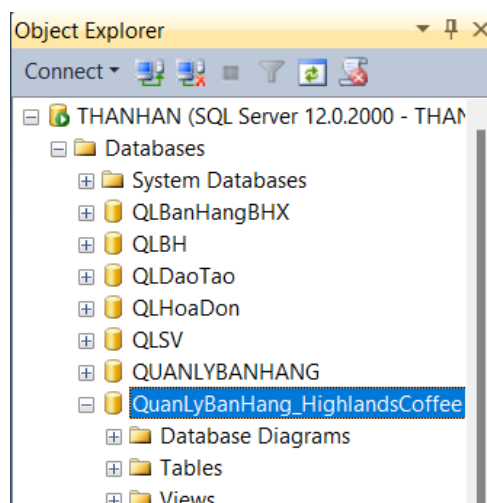 Object Explorer
Connect
THANHAN (SQL Server 12.0.2000 - THAN
Databases
System Databases
QLBanHangBHX
QLBH
QLDaoTao
QLHoaDon
QLSV
QUANLYBANHANG
QuanLyBanHang_HighlandsCoffee
Database Diagrams
Tables
Views